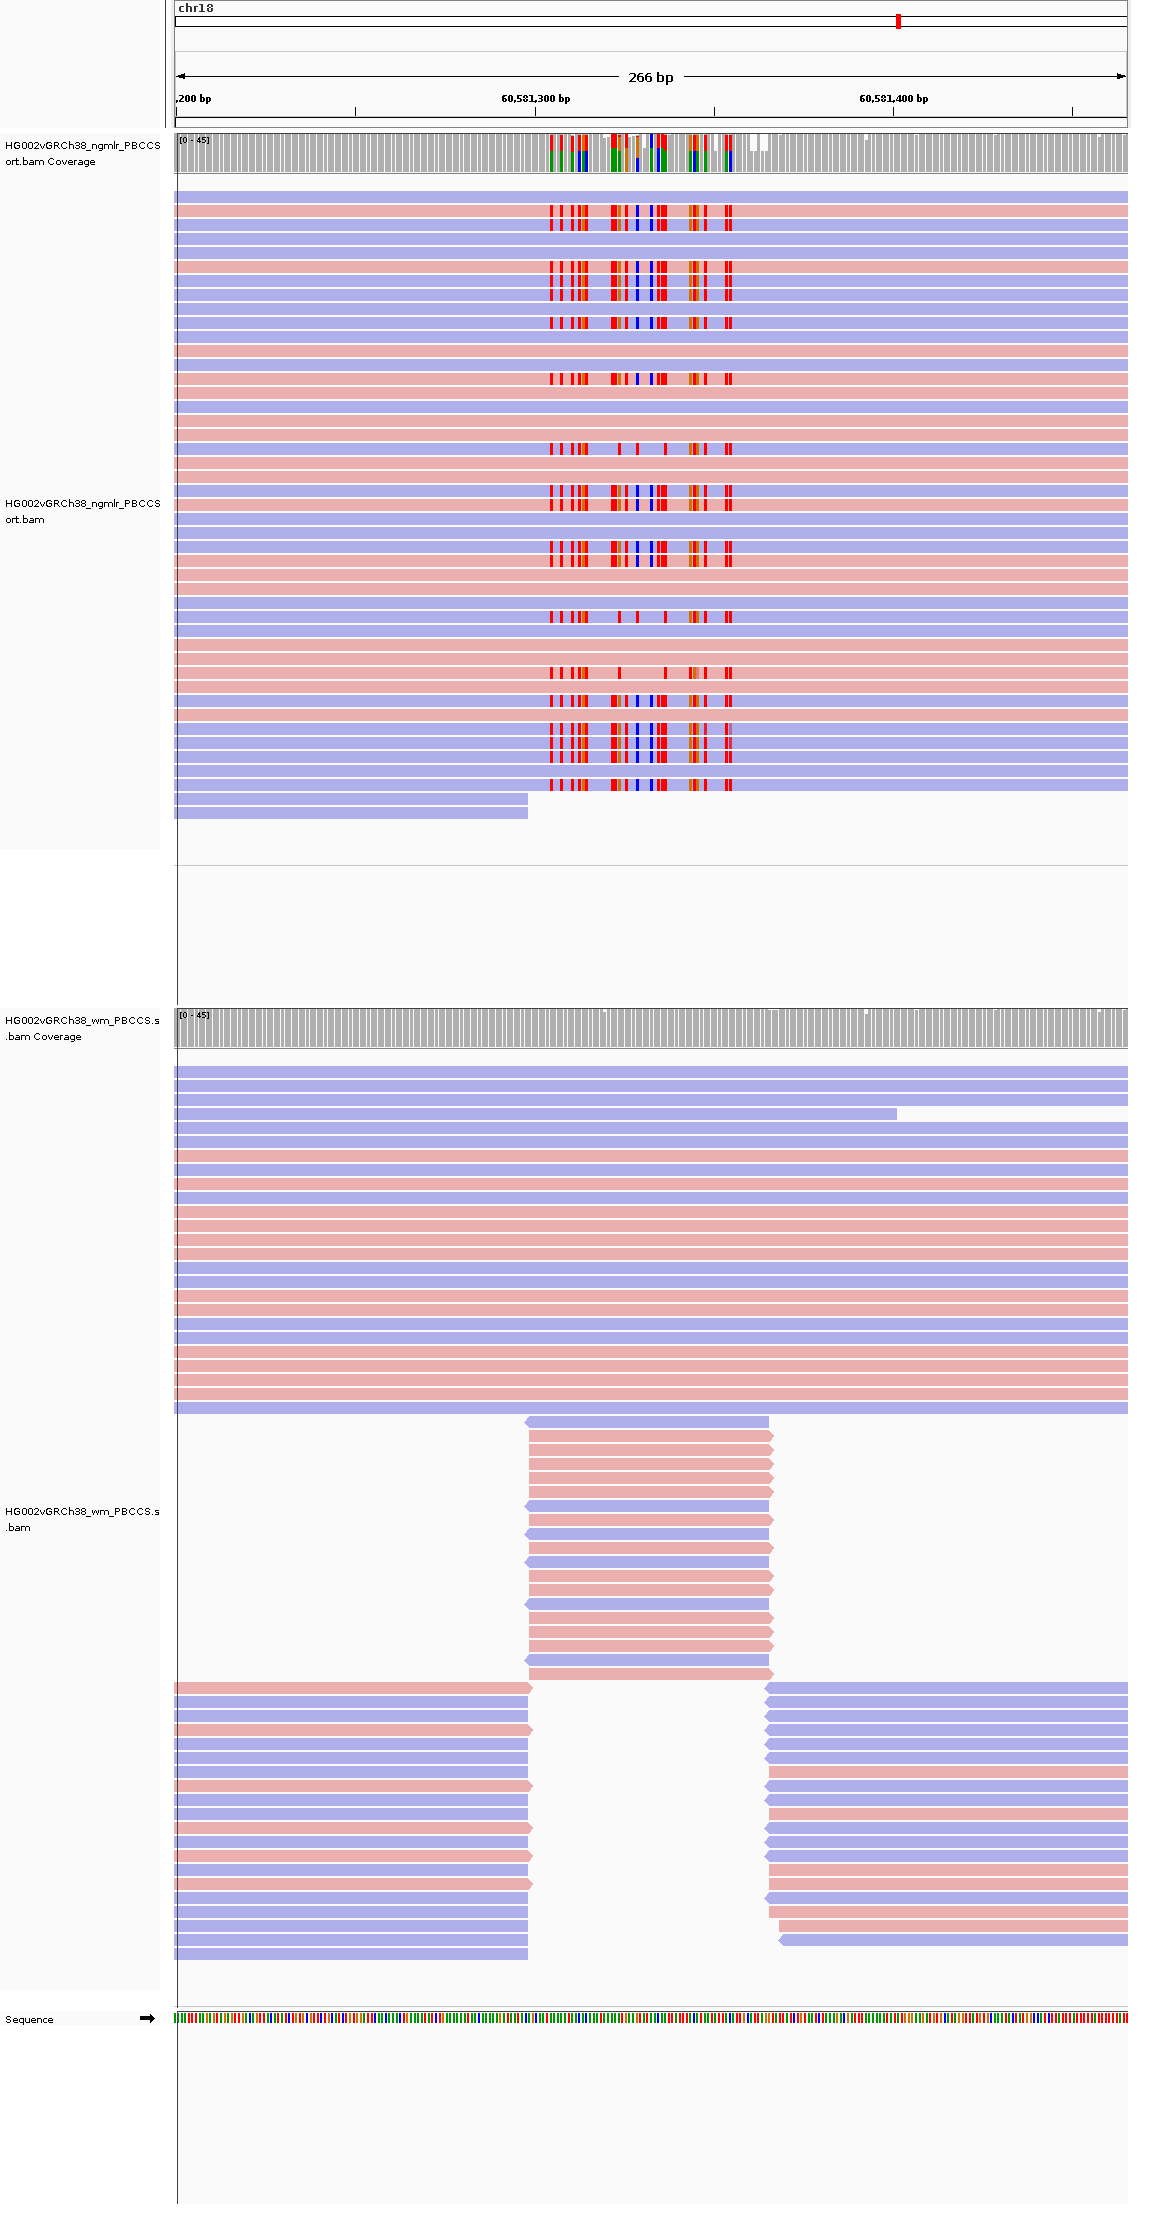 chr18
266 bp
,200 bp
60,581,300 bp
60,581,400 bp
HG002vGRCh38_ngmlr_PBCCS
ort.bam Coverage
[0 - 45]
HG002vGRCh38_ngmlr_PBCCS
ort.bam
HG002vGRCh38_wm_PBCCS.s
.bam Coverage
[0 - 45]
HG002vGRCh38_wm_PBCCS.s
.bam
Sequence